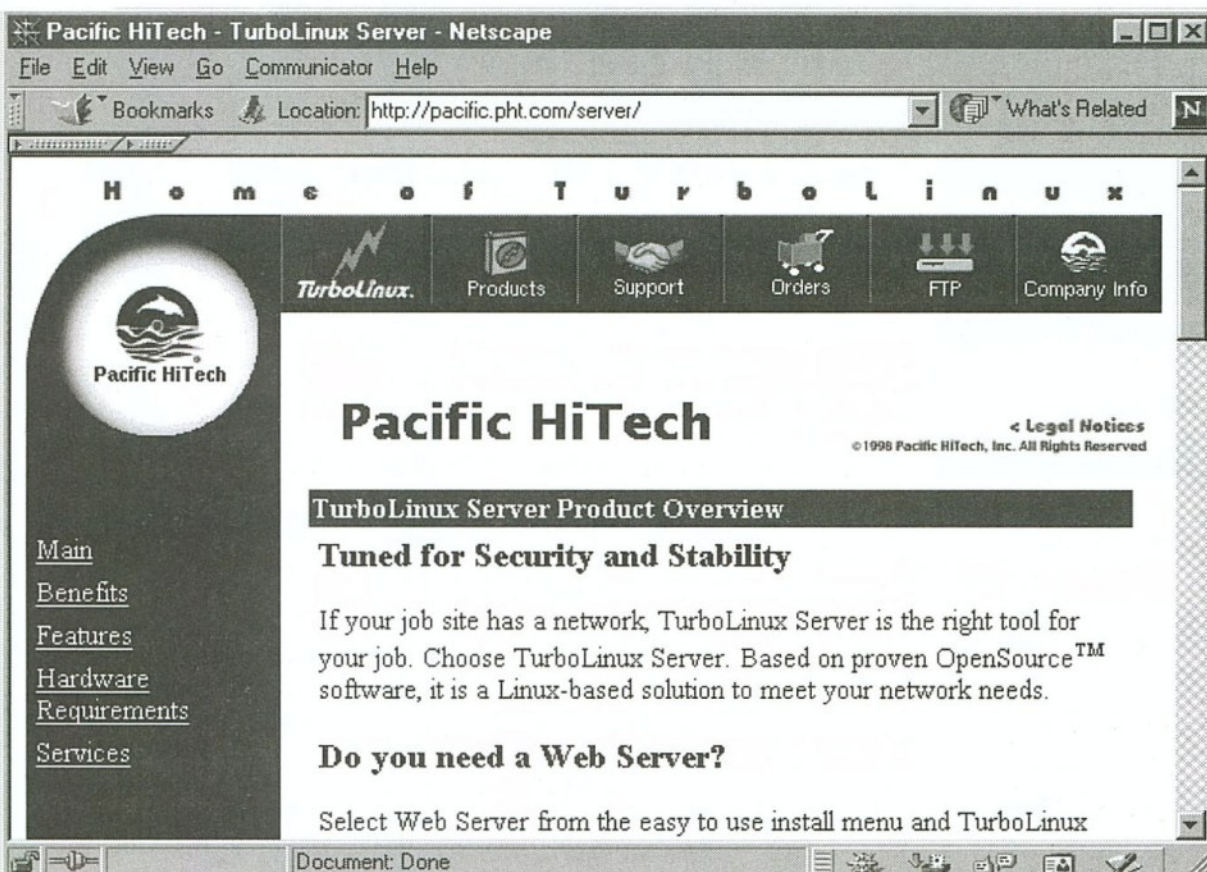 Pacific HiTech - TurboLinux Server - Netscape
File Edit View Go Communicator Help
Bookmarks Location: http://pacific.pht.com/server/ What's Related N
Home of TurboLinux
TurboLinux. Products Support Orders FTP Company Info
Pacific HiTech®
Pacific HiTech
< Legal Notices
©1998 Pacific HiTech, Inc. All Rights Reserved
Main
Benefits
Features
Hardware
Requirements
Services
TurboLinux Server Product Overview
Tuned for Security and Stability
If your job site has a network, TurboLinux Server is the right tool for
your job. Choose TurboLinux Server. Based on proven OpenSource™
software, it is a Linux-based solution to meet your network needs.
Do you need a Web Server?
Select Web Server from the easy to use install menu and TurboLinux
Document: Done